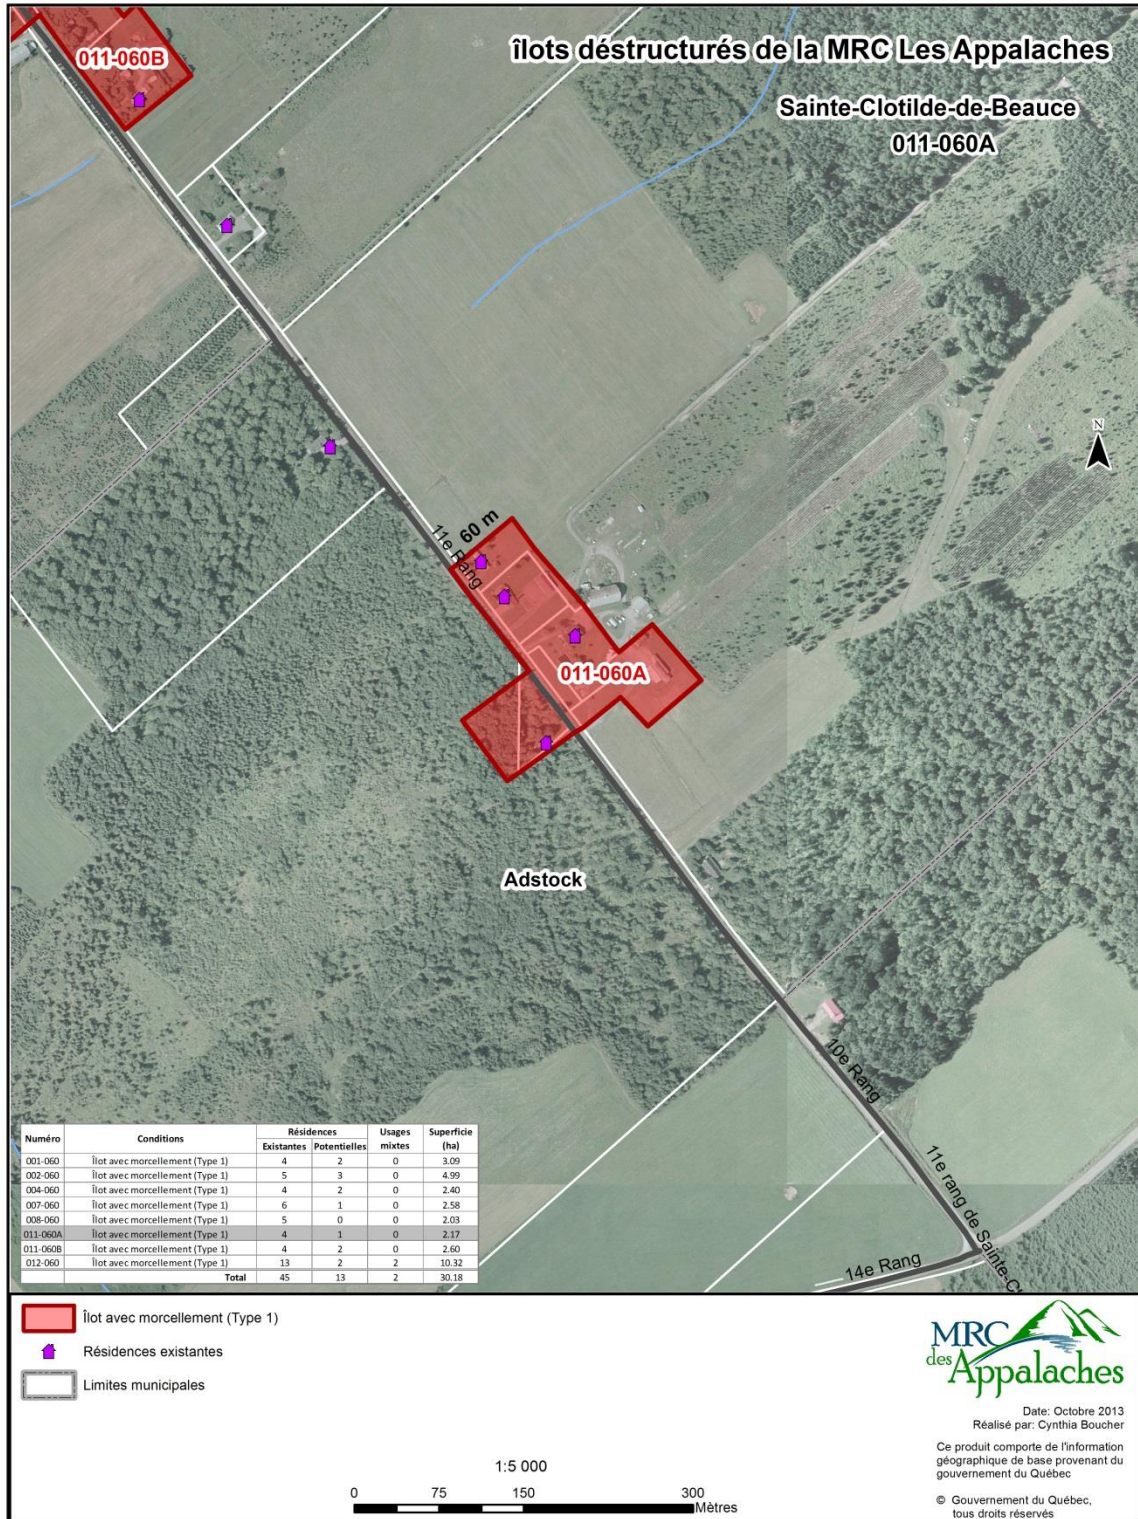 îlots déstructurés de la MRC Les Appalaches
Sainte-Clotilde-de-Beauce
011-060A
011-060B
N
60 m
11e Rang
011-060A
Adstock
10e Rang
11e rang de Sainte-C
14e Rang
Numéro Conditions Résidences Usages mixtes Superficie (ha)
Existantes Potentielles
001-060 Îlot avec morcellement (Type 1) 4 2 0 3.09
002-060 Îlot avec morcellement (Type 1) 5 3 0 4.99
004-060 Îlot avec morcellement (Type 1) 4 2 0 2.40
007-060 Îlot avec morcellement (Type 1) 6 1 0 2.58
008-060 Îlot avec morcellement (Type 1) 5 0 0 2.03
011-060A Îlot avec morcellement (Type 1) 4 1 0 2.17
011-060B Îlot avec morcellement (Type 1) 4 2 0 2.60
012-060 Îlot avec morcellement (Type 1) 13 2 2 10.32
Total 45 13 2 30.18
Îlot avec morcellement (Type 1)
Résidences existantes
Limites municipales
1:5 000
0 75 150 300
Mètres
MRC
des Appalaches
Date: Octobre 2013
Réalisé par: Cynthia Boucher
Ce produit comporte de l'information
géographique de base provenant du
gouvernement du Québec
© Gouvernement du Québec,
tous droits réservés